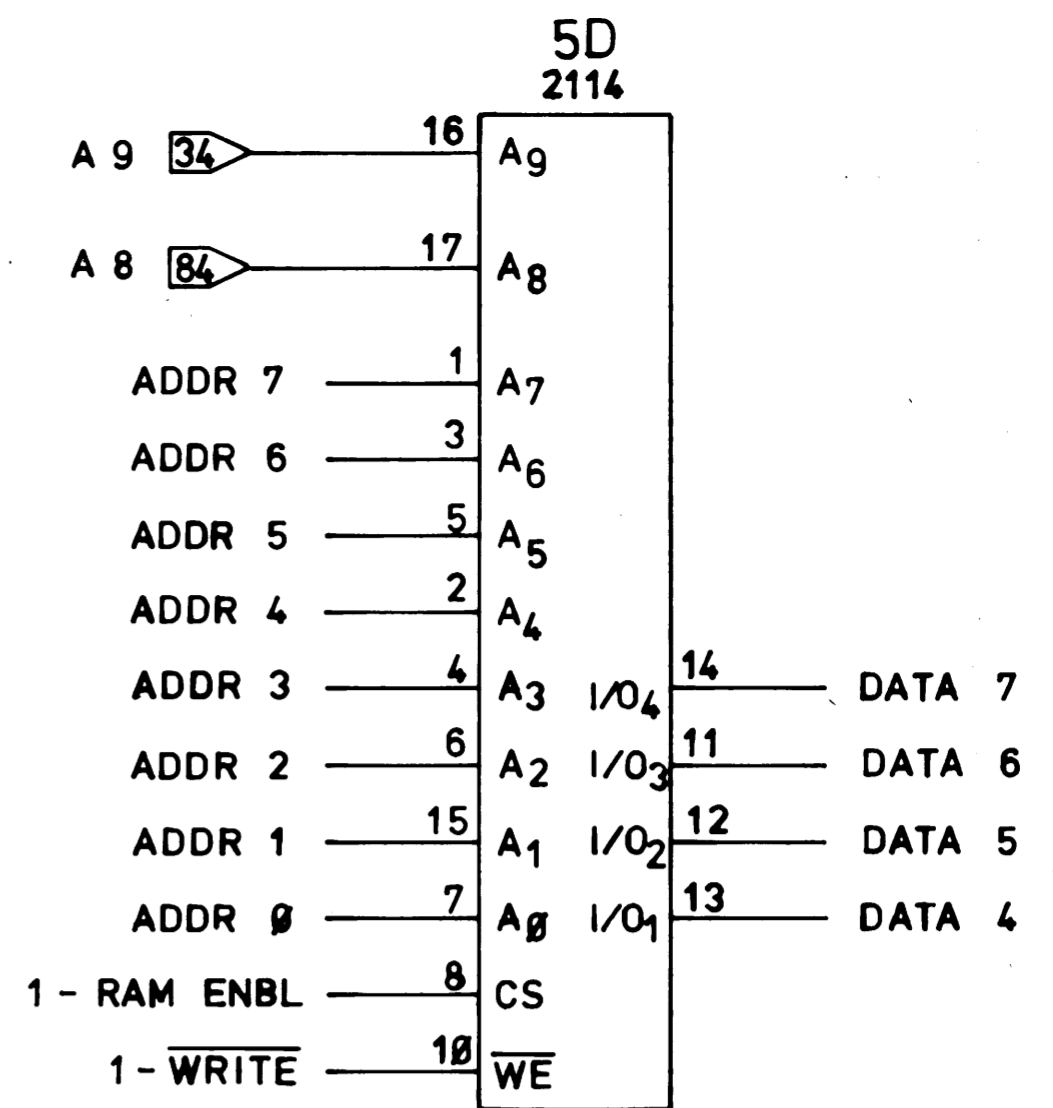 5D
2114
A 9 34 16 A9
A 8 84 17 A8
ADDR 7 1 A7
ADDR 6 3 A6
ADDR 5 5 A5
ADDR 4 2 A4
ADDR 3 4 A3 I/O4 14 DATA 7
ADDR 2 6 A2 I/O3 11 DATA 6
ADDR 1 15 A1 I/O2 12 DATA 5
ADDR Ø 7 AØ I/O1 13 DATA 4
1 - RAM ENBL 8 CS
1 - W̅R̅I̅T̅E̅ 1Ø W̅E̅